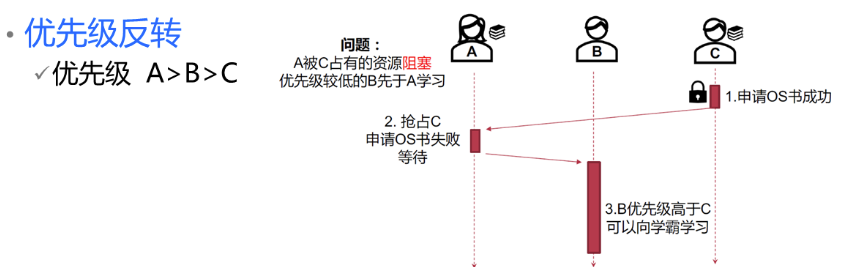 • 优先级反转
✓优先级 A>B>C
问题：
A被C占有的资源阻塞
优先级较低的B先于A学习
A
B
C
1.申请OS书成功
2. 抢占C
申请OS书失败
等待
3.B优先级高于C
可以向学霸学习